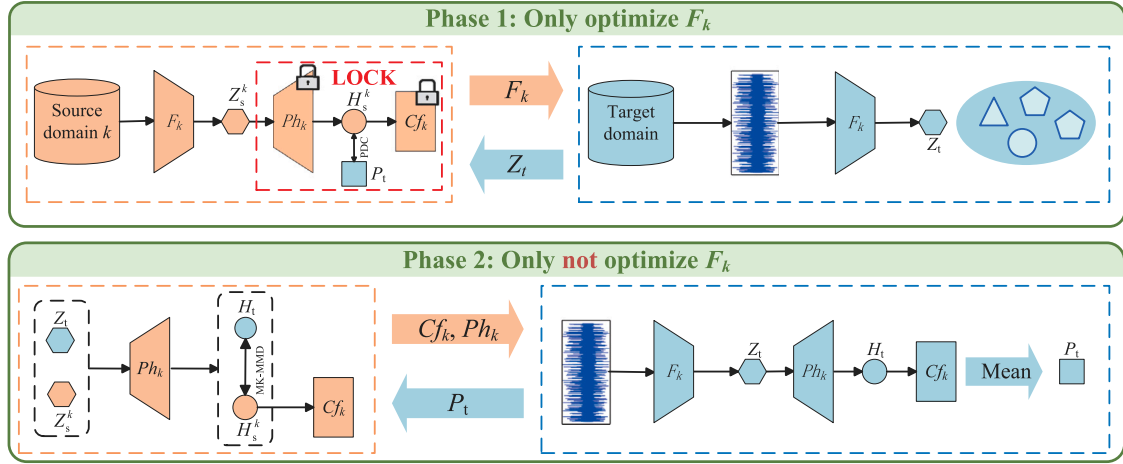 Phase 1: Only optimize F_k
LOCK
Source
domain k
F_k
Z_s^k
Ph_k
H_s^k
Cf_k
PDC
P_t
F_k
Z_t
Target
domain
F_k
Z_t
Phase 2: Only not optimize F_k
Z_t
Z_s^k
Ph_k
H_t
MK-MMD
H_s^k
Cf_k
Cf_k, Ph_k
P_t
F_k
Z_t
Ph_k
H_t
Cf_k
Mean
P_t